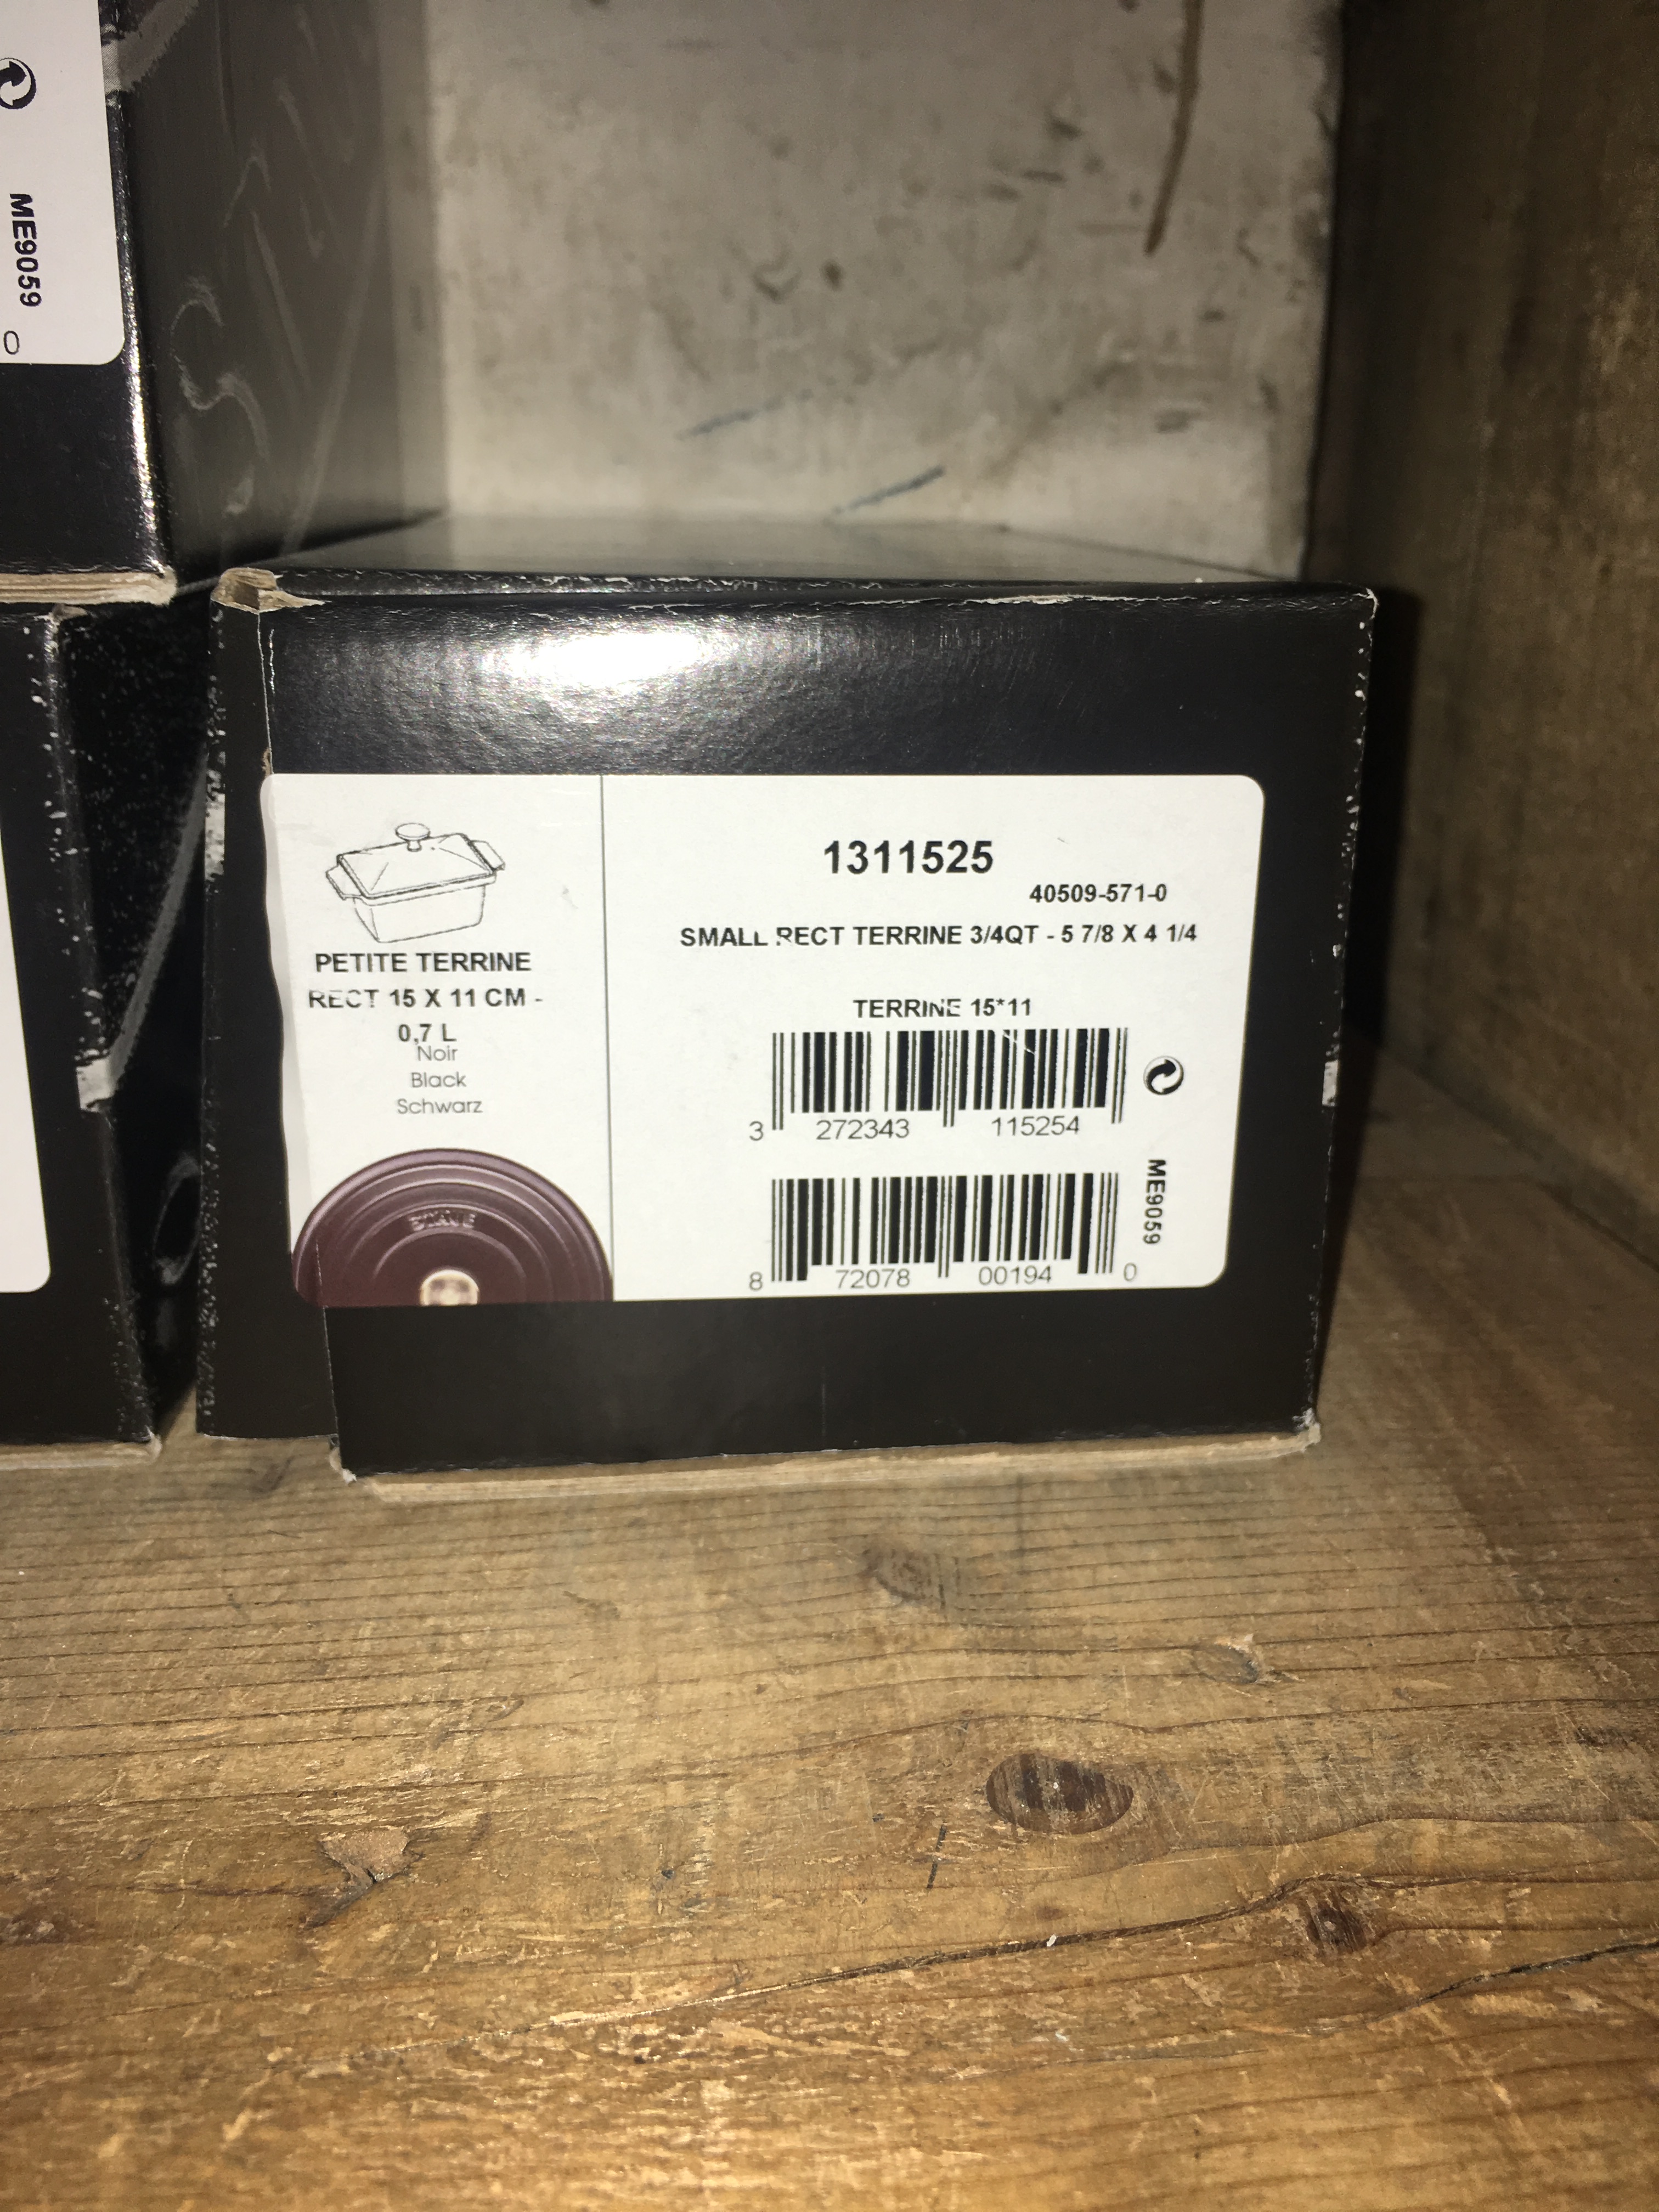 ME9059
0
1311525
40509-571-0
SMALL RECT TERRINE 3/4QT - 5 7/8 X 4 1/4
TERRINE 15*11
3 272343 115254
8 72078 00194 0
ME9059
PETITE TERRINE
RECT 15 X 11 CM -
0,7 L
Noir
Black
Schwarz
STAUB